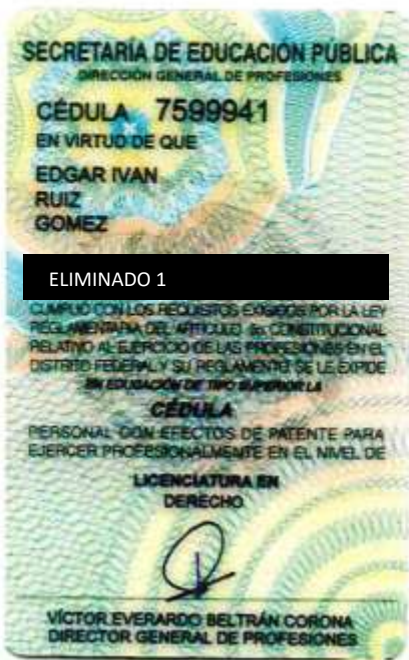 SECRETARÍA DE EDUCACIÓN PÚBLICA
DIRECCIÓN GENERAL DE PROFESIONES
CÉDULA 7599941
EN VIRTUD DE QUE
EDGAR IVAN
RUIZ
GOMEZ
ELIMINADO 1
CUMPLIÓ CON LOS REQUISITOS EXIGIDOS POR LA LEY
REGLAMENTARIA DEL ARTÍCULO 5o. CONSTITUCIONAL
RELATIVO AL EJERCICIO DE LAS PROFESIONES EN EL
DISTRITO FEDERAL Y SU REGLAMENTO SE LE EXPIDE
EN EDUCACIÓN DE TIPO SUPERIOR LA
CÉDULA
PERSONAL CON EFECTOS DE PATENTE PARA
EJERCER PROFESIONALMENTE EN EL NIVEL DE
LICENCIATURA EN
DERECHO
VÍCTOR EVERARDO BELTRÁN CORONA
DIRECTOR GENERAL DE PROFESIONES